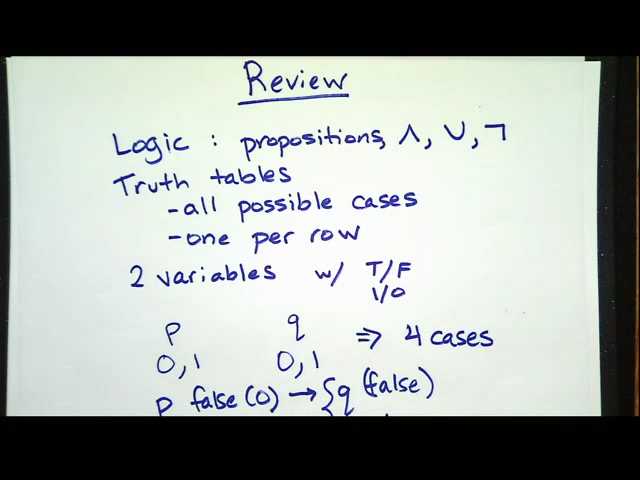 Review
Logic : propositions, ∧, ∨, ¬
Truth tables
-all possible cases
-one per row
2 variables w/ T/F
1/0
p q ⇒ 4 cases
0,1 0,1
p false (0) → { q (false)